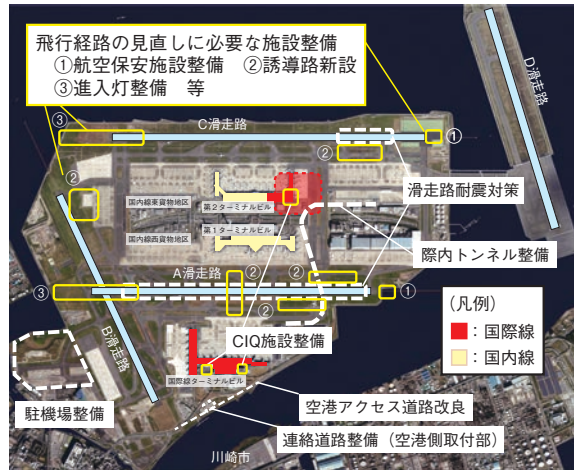 飛行経路の見直しに必要な施設整備
①航空保安施設整備　②誘導路新設
③進入灯整備　等
D滑走路
③
C滑走路
①
②
②
滑走路耐震対策
国内線東貨物地区
第2ターミナルビル
国内線西貨物地区
第1ターミナルビル
際内トンネル整備
A滑走路
②
②
③
①
②
（凡例）
：国際線
：国内線
B滑走路
CIQ施設整備
国際線ターミナルビル
駐機場整備
空港アクセス道路改良
連絡道路整備（空港側取付部）
川崎市